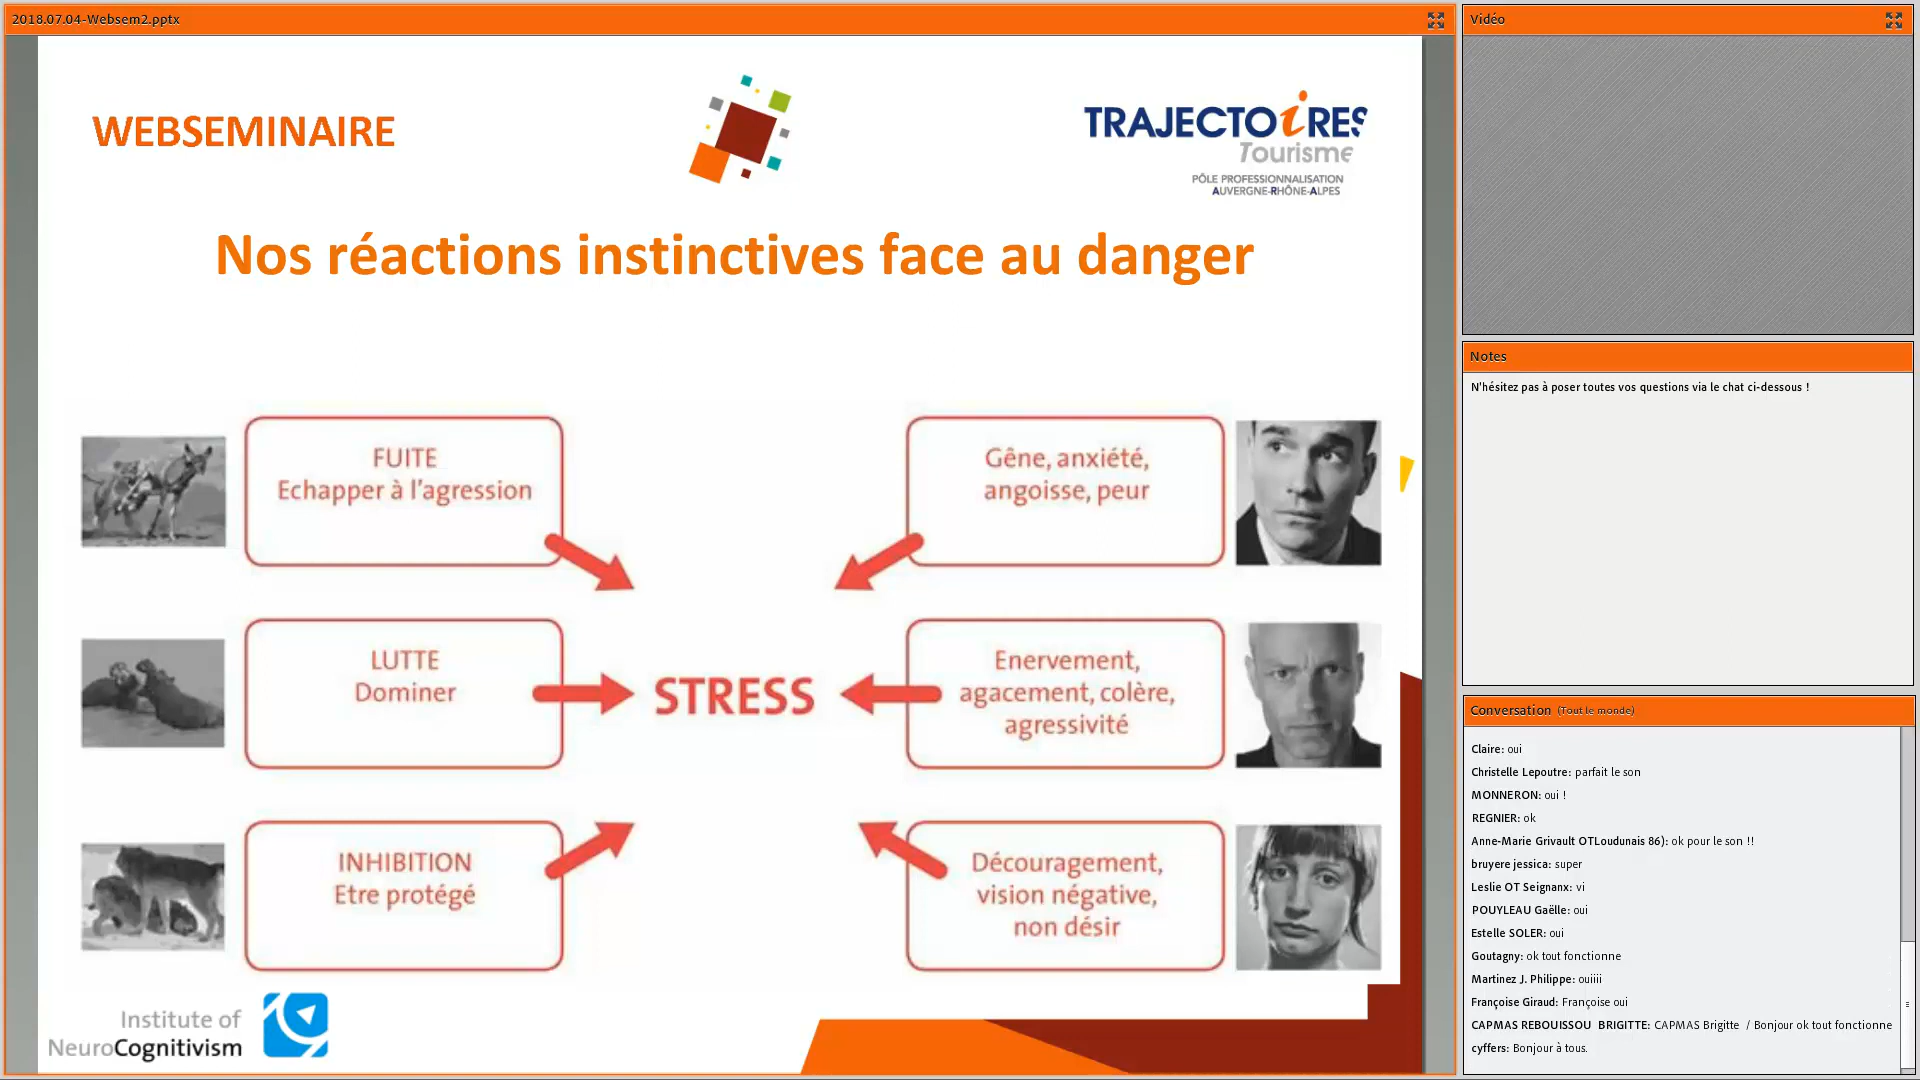 2018.07.04-Websem2.pptx
WEBSEMINAIRE
TRAJECTOiRES
Tourisme
PÔLE PROFESSIONNALISATION
AUVERGNE-RHÔNE-ALPES
Nos réactions instinctives face au danger
FUITE
Echapper à l'agression
Gêne, anxiété,
angoisse, peur
LUTTE
Dominer
STRESS
Enervement,
agacement, colère,
agressivité
INHIBITION
Etre protégé
Découragement,
vision négative,
non désir
Institute of
NeuroCognitivism
Vidéo
Notes
N'hésitez pas à poser toutes vos questions via le chat ci-dessous !
Conversation (Tout le monde)
Claire: oui
Christelle Lepoutre: parfait le son
MONNERON: oui !
REGNIER: ok
Anne-Marie Grivault OTLoudunais 86): ok pour le son !!
bruyere jessica: super
Leslie OT Seignanx: vi
POUYLEAU Gaëlle: oui
Estelle SOLER: oui
Goutagny: ok tout fonctionne
Martinez J. Philippe: ouiiii
Françoise Giraud: Françoise oui
CAPMAS REBOUISSOU BRIGITTE: CAPMAS Brigitte / Bonjour ok tout fonctionne
cyffers: Bonjour à tous.